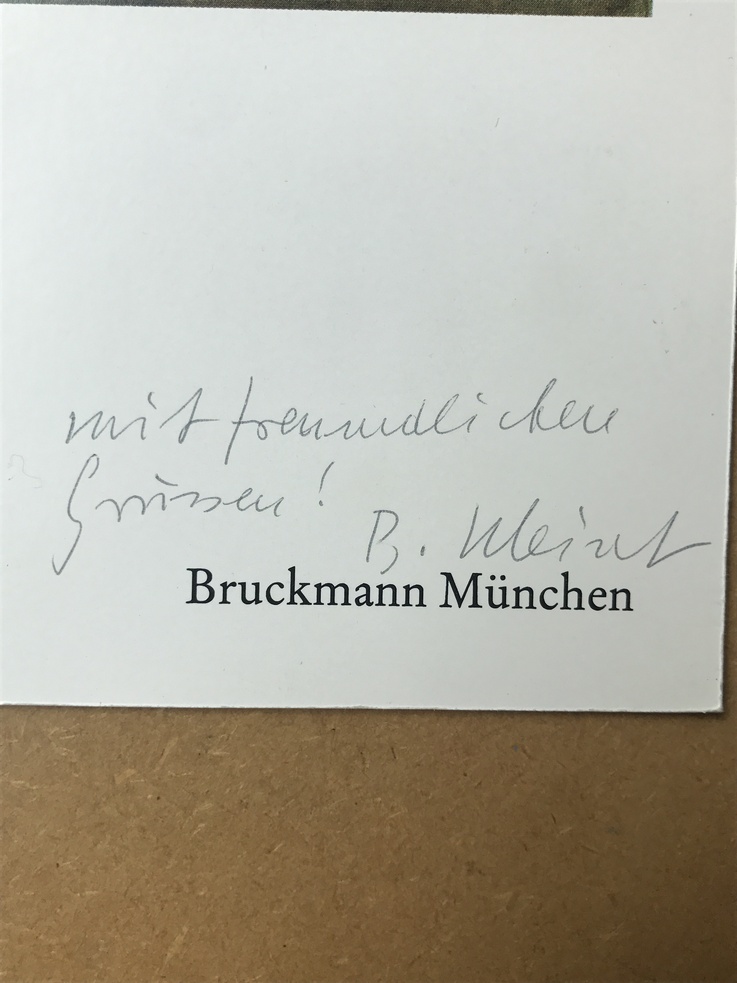 mit freundlichen
Grüssen!
B.
Bruckmann München